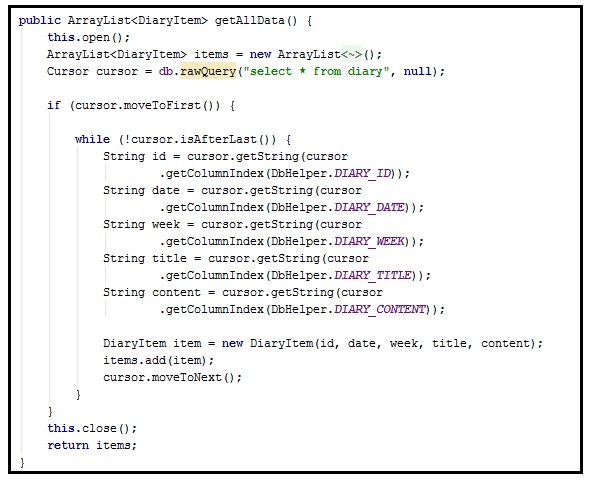 public ArrayList<DiaryItem> getAllData() {
this.open();
ArrayList<DiaryItem> items = new ArrayList<~>();
Cursor cursor = db.rawQuery("select * from diary", null);
if (cursor.moveToFirst()) {
while (!cursor.isAfterLast()) {
String id = cursor.getString(cursor
.getColumnIndex(DbHelper.DIARY_ID));
String date = cursor.getString(cursor
.getColumnIndex(DbHelper.DIARY_DATE));
String week = cursor.getString(cursor
.getColumnIndex(DbHelper.DIARY_WEEK));
String title = cursor.getString(cursor
.getColumnIndex(DbHelper.DIARY_TITLE));
String content = cursor.getString(cursor
.getColumnIndex(DbHelper.DIARY_CONTENT));
DiaryItem item = new DiaryItem(id, date, week, title, content);
items.add(item);
cursor.moveToNext();
}
}
this.close();
return items;
}